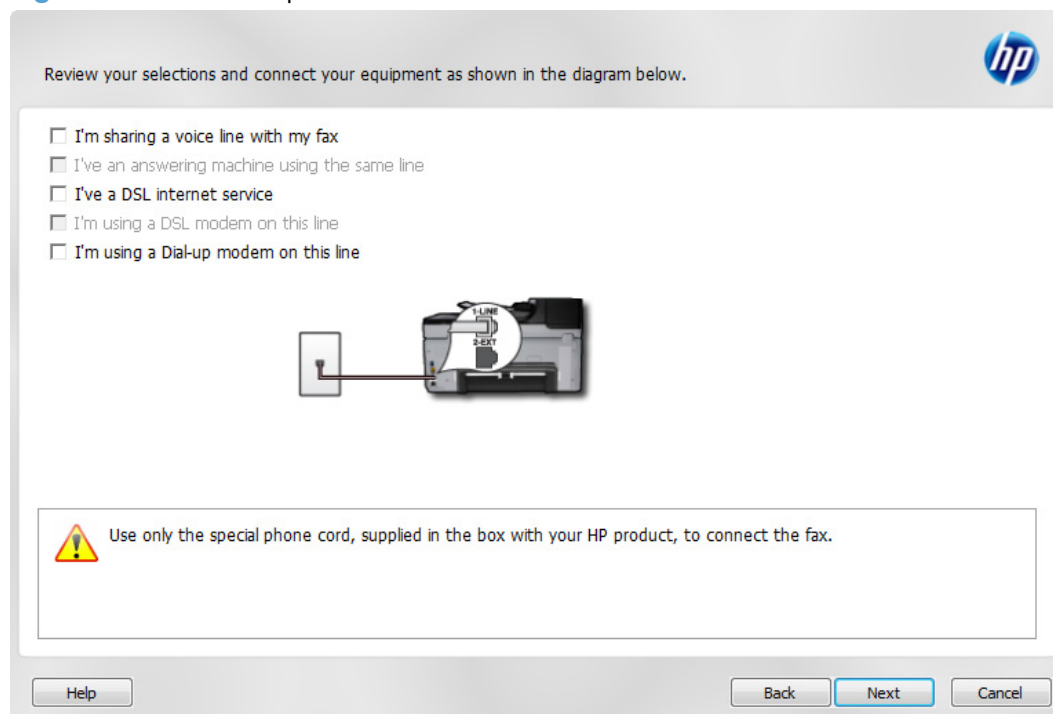 Review your selections and connect your equipment as shown in the diagram below.
hp
I'm sharing a voice line with my fax
I've an answering machine using the same line
I've a DSL internet service
I'm using a DSL modem on this line
I'm using a Dial-up modem on this line
1-LINE
2-EXT
Use only the special phone cord, supplied in the box with your HP product, to connect the fax.
Help
Back
Next
Cancel